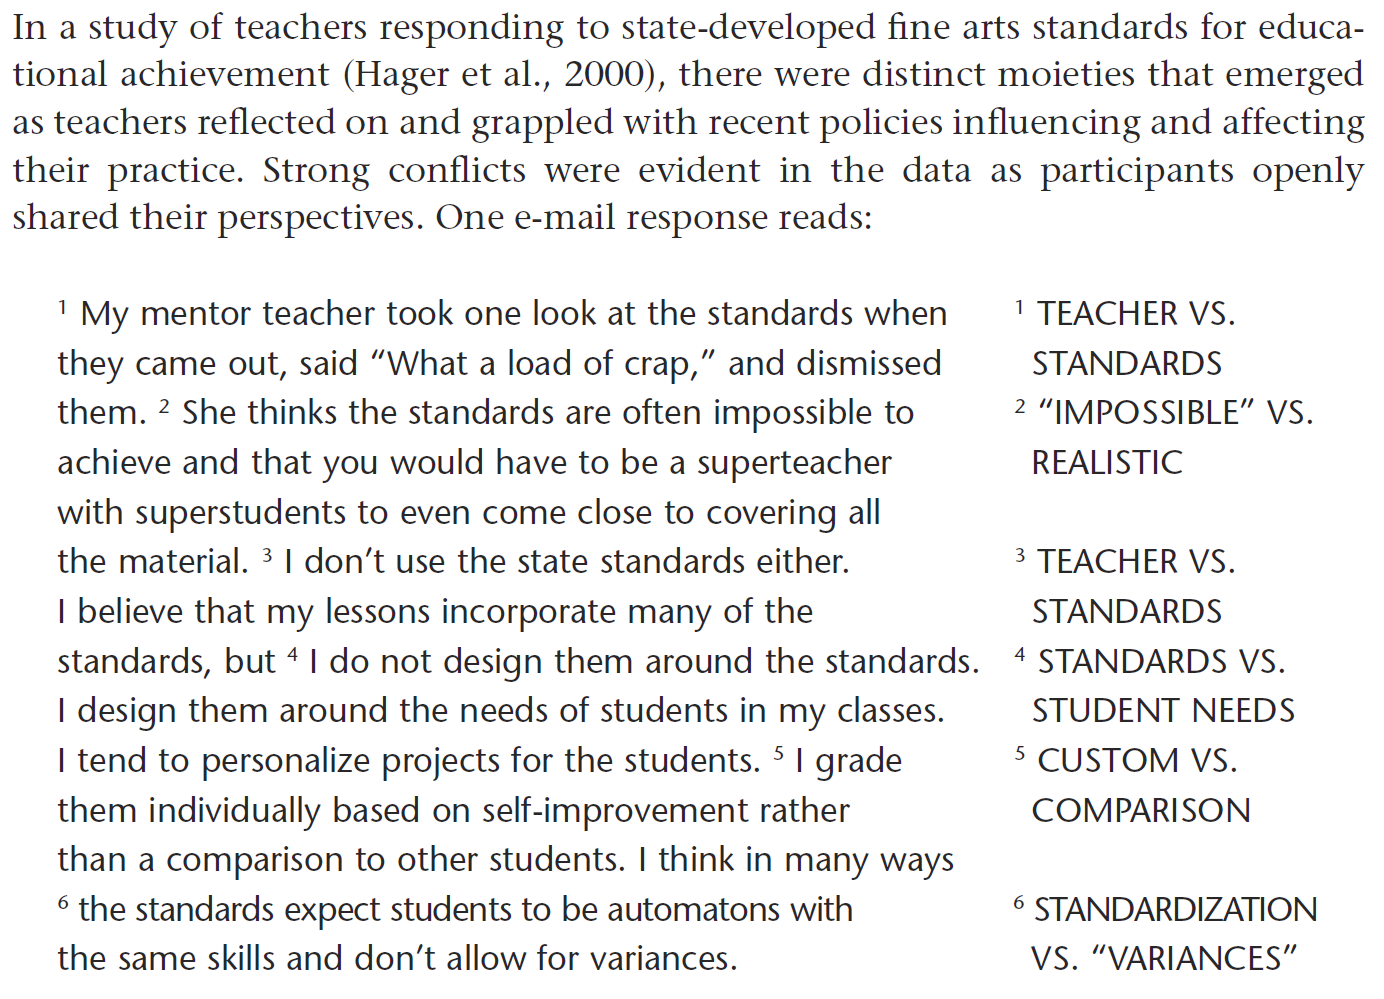 In a study of teachers responding to state-developed fine arts standards for educa-
tional achievement (Hager et al., 2000), there were distinct moieties that emerged
as teachers reflected on and grappled with recent policies influencing and affecting
their practice. Strong conflicts were evident in the data as participants openly
shared their perspectives. One e-mail response reads:
¹ My mentor teacher took one look at the standards when
they came out, said “What a load of crap,” and dismissed
them. ² She thinks the standards are often impossible to
achieve and that you would have to be a superteacher
with superstudents to even come close to covering all
the material. ³ I don’t use the state standards either.
I believe that my lessons incorporate many of the
standards, but ⁴ I do not design them around the standards.
I design them around the needs of students in my classes.
I tend to personalize projects for the students. ⁵ I grade
them individually based on self-improvement rather
than a comparison to other students. I think in many ways
⁶ the standards expect students to be automatons with
the same skills and don’t allow for variances.
¹ TEACHER VS.
STANDARDS
² “IMPOSSIBLE” VS.
REALISTIC
³ TEACHER VS.
STANDARDS
⁴ STANDARDS VS.
STUDENT NEEDS
⁵ CUSTOM VS.
COMPARISON
⁶ STANDARDIZATION
VS. “VARIANCES”